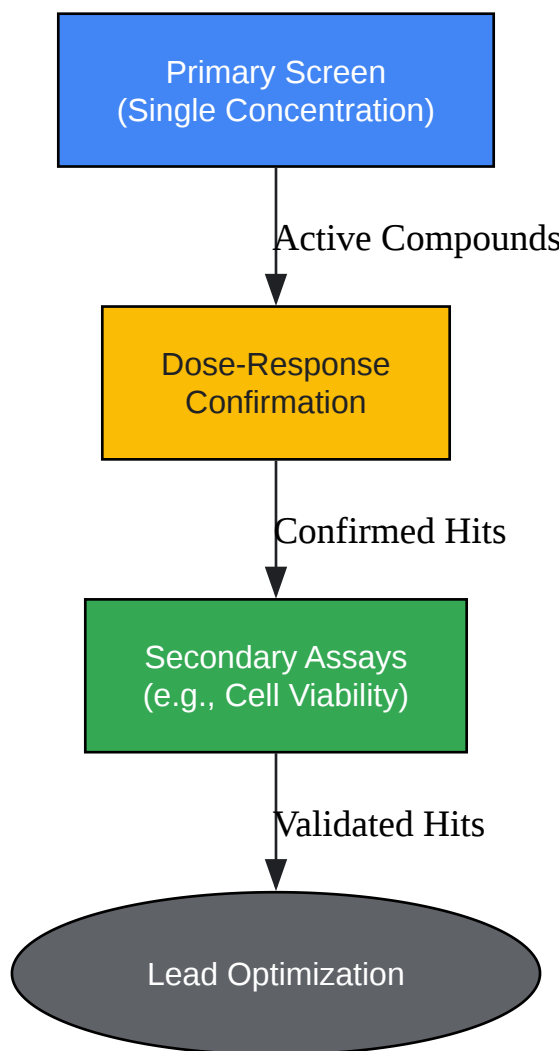 Primary Screen
(Single Concentration)
Active Compounds
Dose-Response
Confirmation
Confirmed Hits
Secondary Assays
(e.g., Cell Viability)
Validated Hits
Lead Optimization